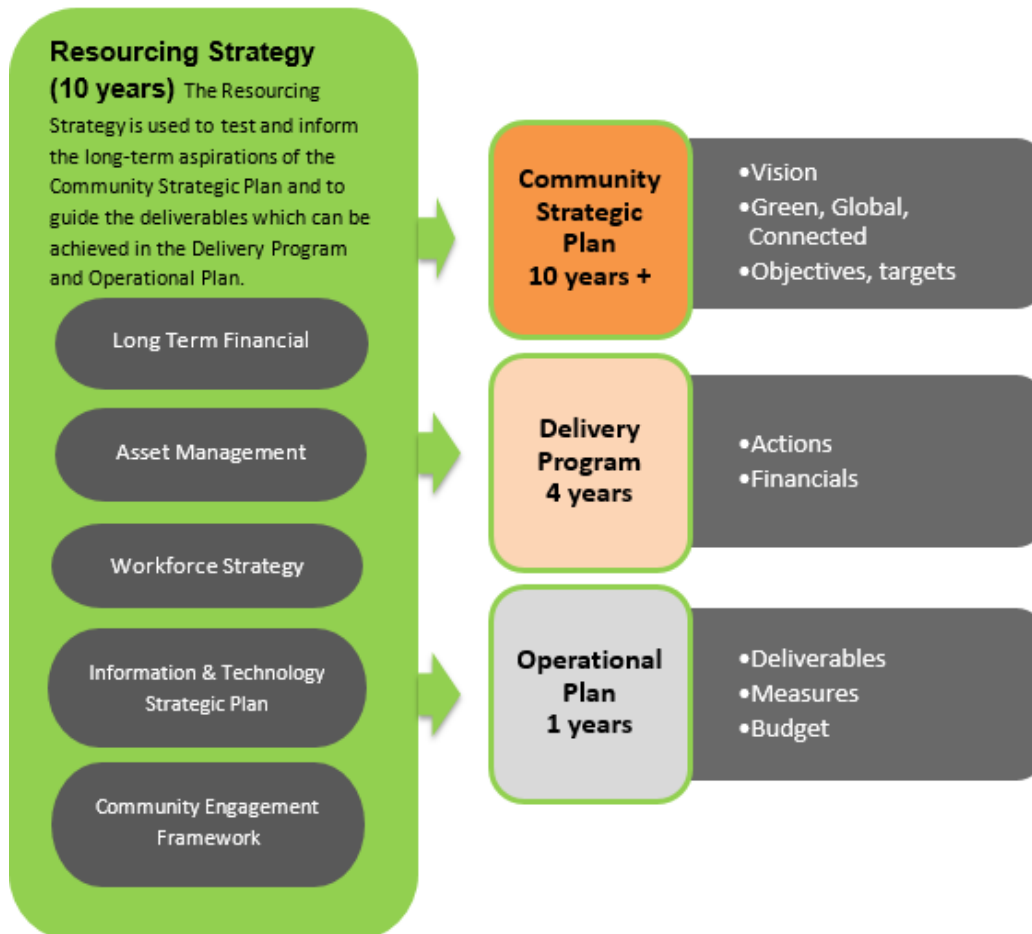 Resourcing Strategy
(10 years) The Resourcing
Strategy is used to test and inform
the long-term aspirations of the
Community Strategic Plan and to
guide the deliverables which can be
achieved in the Delivery Program
and Operational Plan.
Long Term Financial
Asset Management
Workforce Strategy
Information & Technology
Strategic Plan
Community Engagement
Framework
Community
Strategic
Plan
10 years +
•Vision
•Green, Global,
Connected
•Objectives, targets
Delivery
Program
4 years
•Actions
•Financials
Operational
Plan
1 years
•Deliverables
•Measures
•Budget